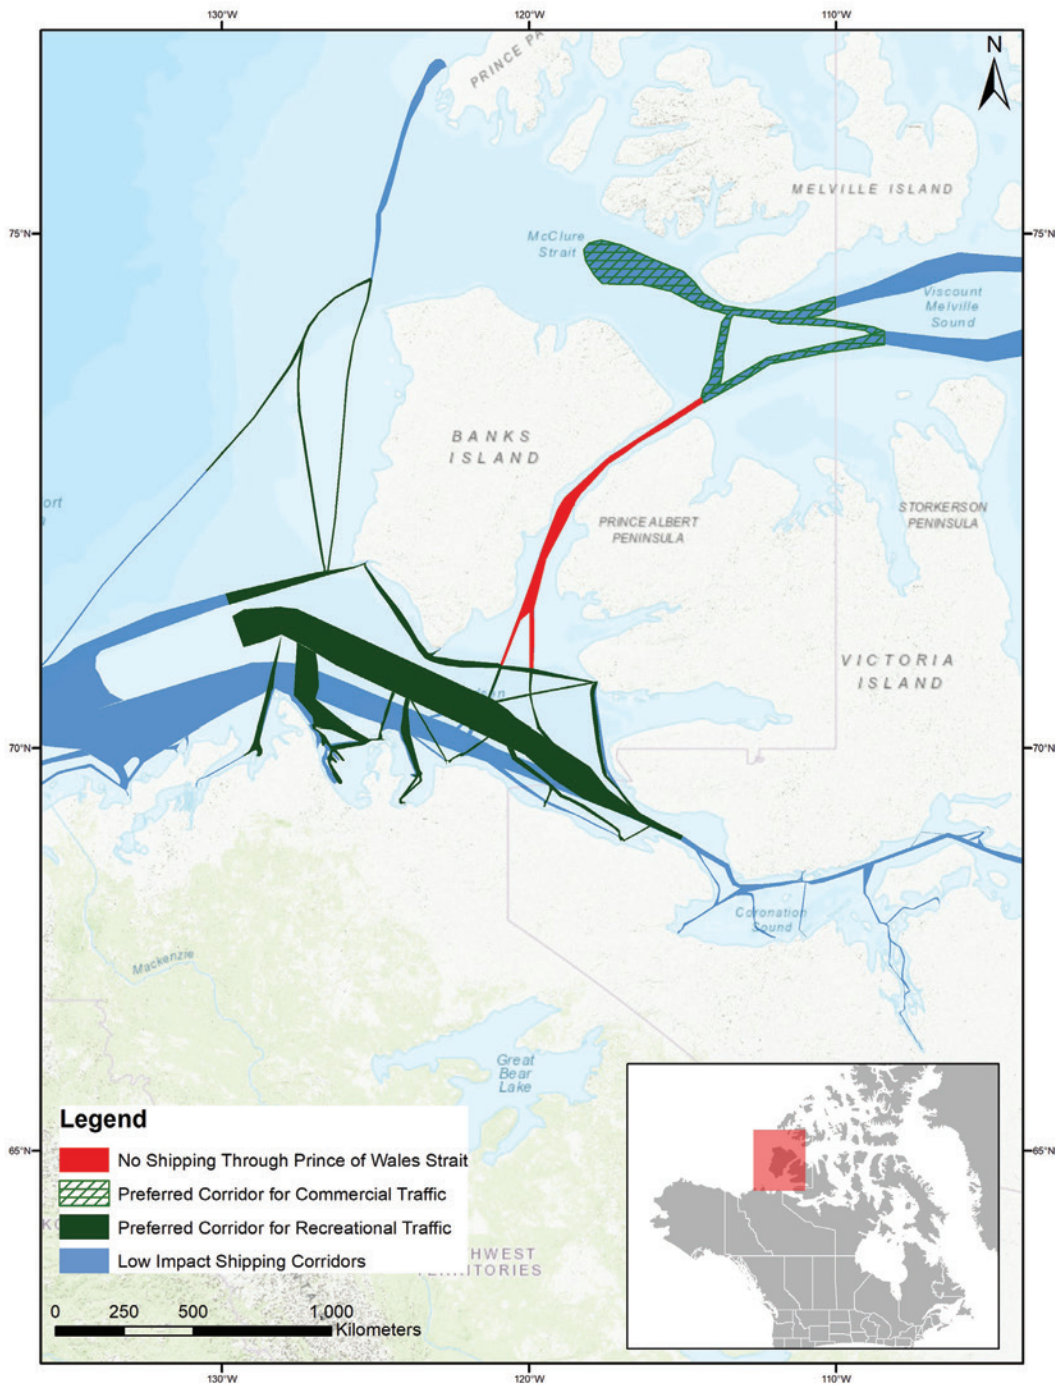 130°W
120°W
110°W
N
PRINCE PA
MELVILLE ISLAND
75°N
75°N
McClure
Strait
Viscount
Melville
Sound
BANKS
ISLAND
PRINCE ALBERT
PENINSULA
STORKERSON
PENINSULA
ort
VICTORIA
ISLAND
70°N
70°N
Coronation
Sound
Mackenzie
Great
Bear
Lake
Legend
No Shipping Through Prince of Wales Strait
Preferred Corridor for Commercial Traffic
Preferred Corridor for Recreational Traffic
Low Impact Shipping Corridors
65°N
65°N
HWEST
TERRITORIES
0 250 500 1,000
Kilometers
130°W
120°W
110°W